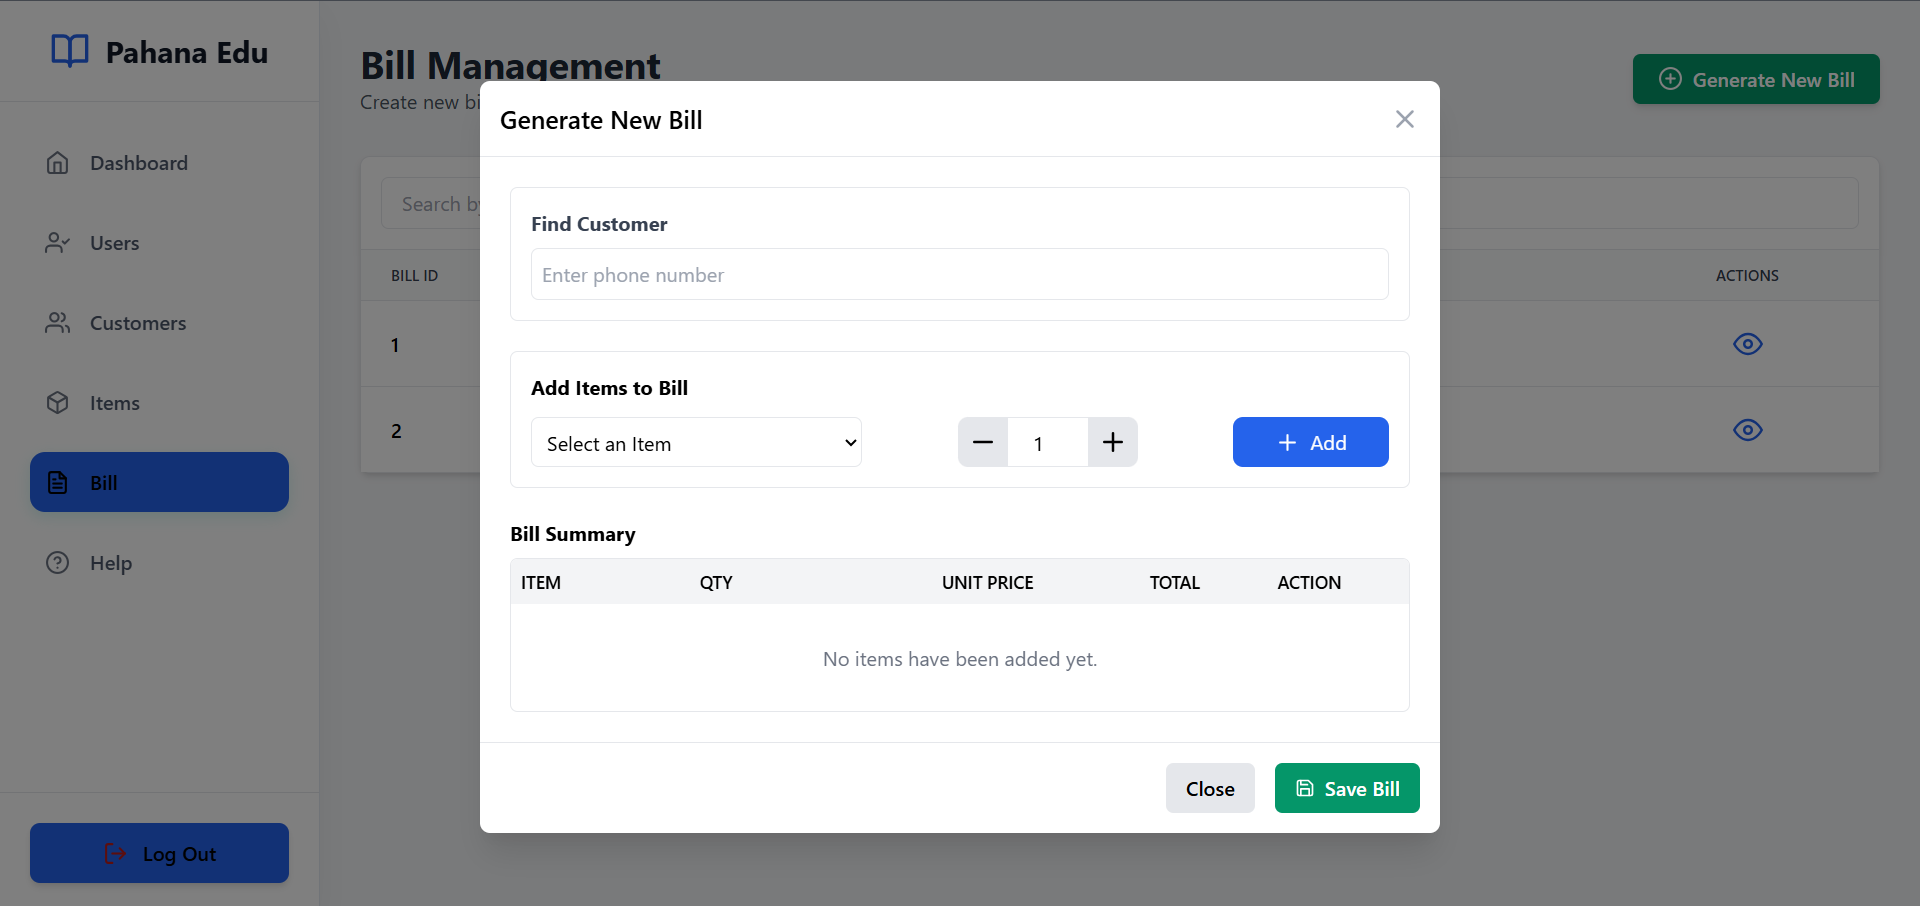 Pahana Edu
Dashboard
Users
Customers
Items
Bill
Help
Log Out
Bill Management
Create new
Generate New Bill
Search
BILL ID
ACTIONS
1
2
Generate New Bill
Find Customer
Enter phone number
Add Items to Bill
Select an Item
1
Add
Bill Summary
ITEM QTY UNIT PRICE TOTAL ACTION
No items have been added yet.
Close
Save Bill